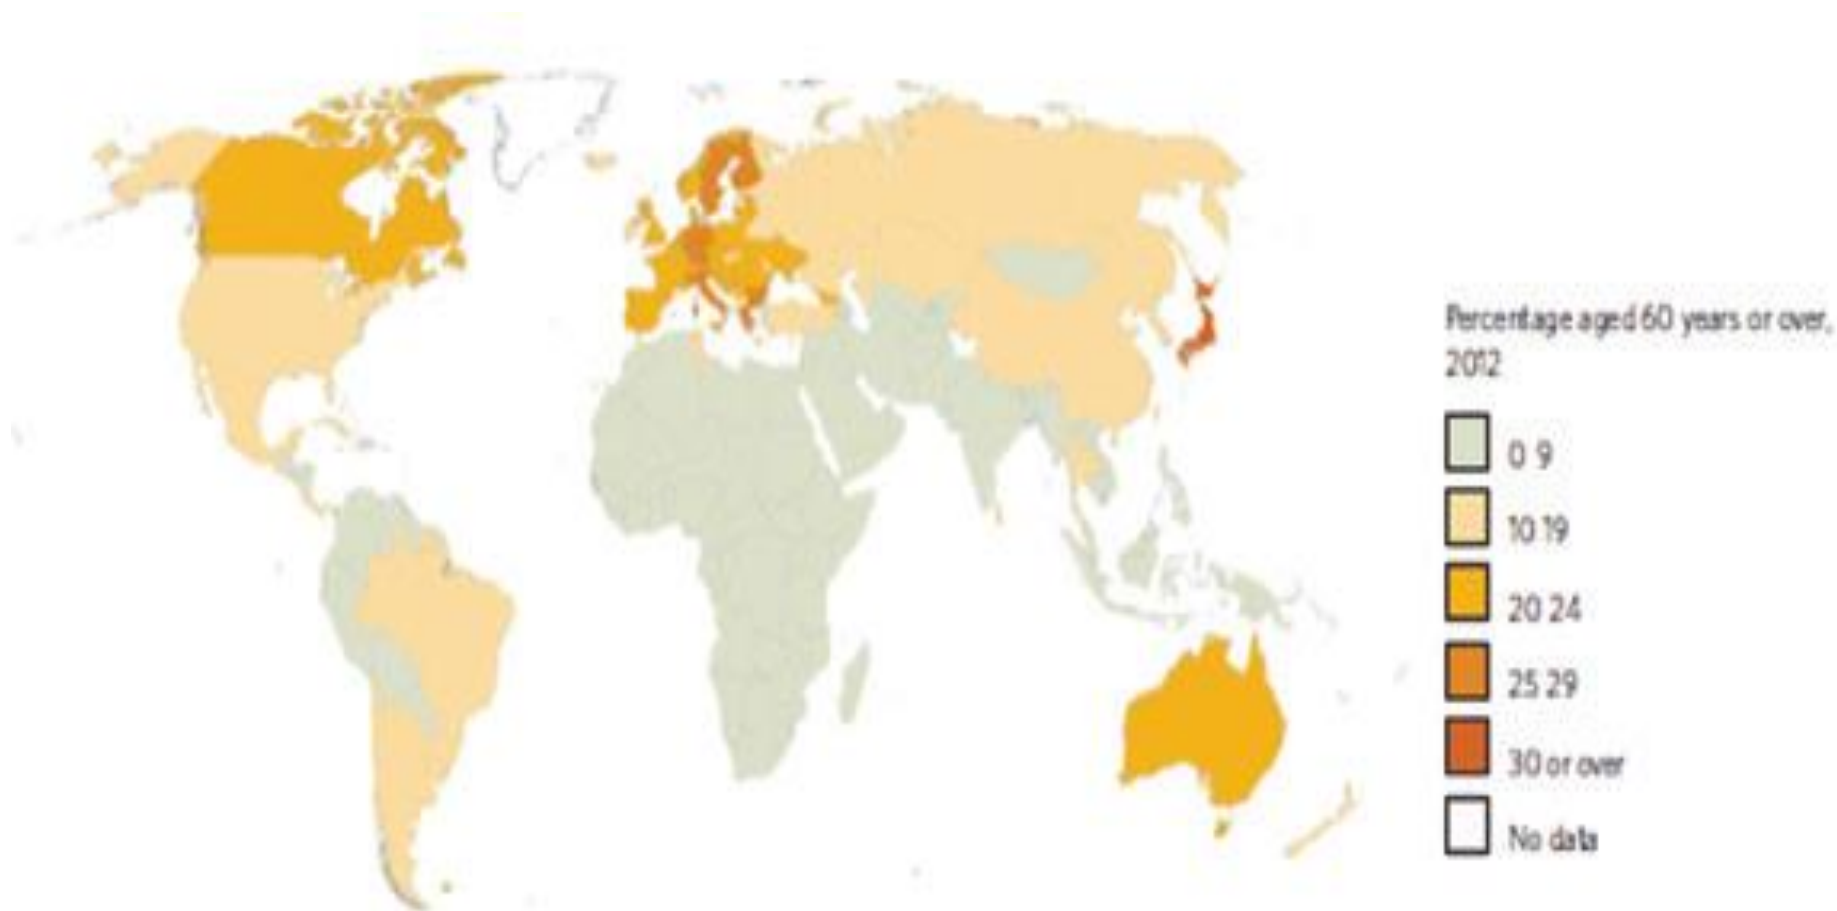 Percentage aged 60 years or over,
2012
0 9
10 19
20 24
25 29
30 or over
No data